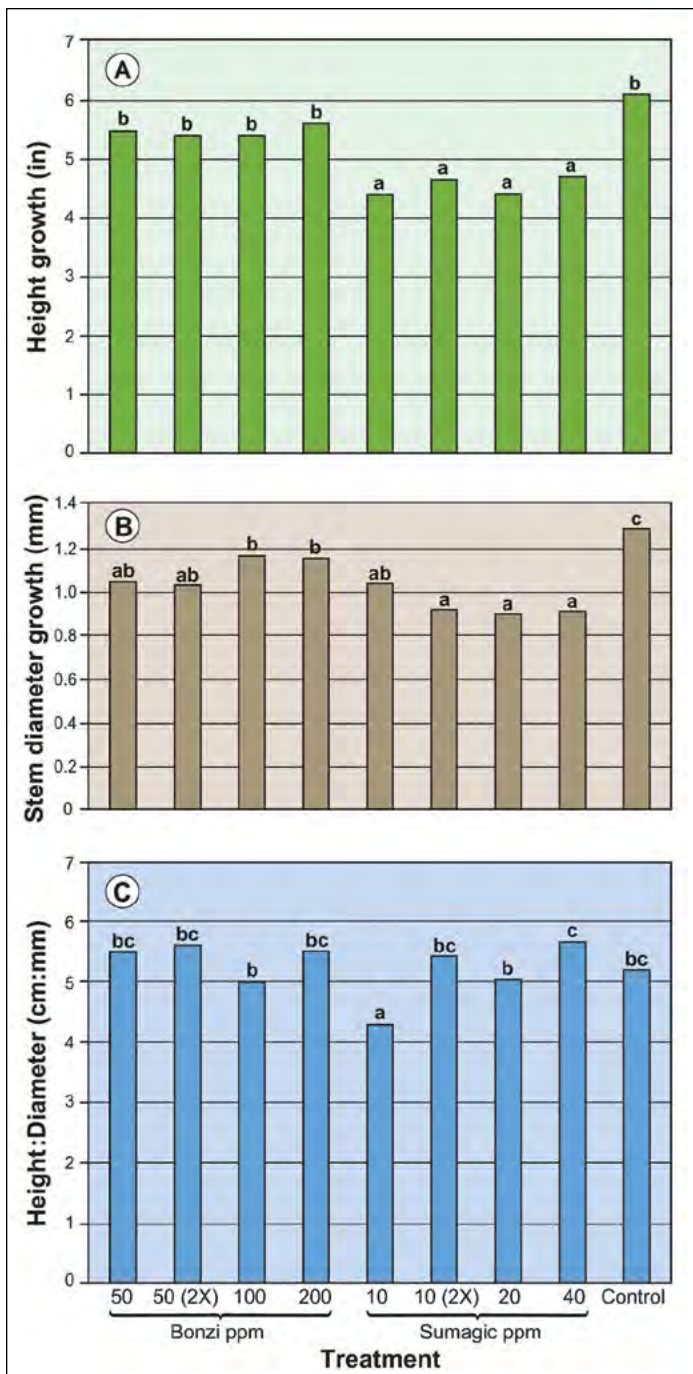 A
Height growth (in)
7
6
5
4
3
2
1
0
b b b b a a a a b
B
Stem diameter growth (mm)
1.4
1.2
1.0
0.8
0.6
0.4
0.2
0
ab ab b b ab a a a c
C
Height:Diameter (cm:mm)
7
6
5
4
3
2
1
0
bc bc b bc a bc b c bc
50 50 (2X) 100 200 10 10 (2X) 20 40 Control
Bonzi ppm Sumagic ppm
Treatment